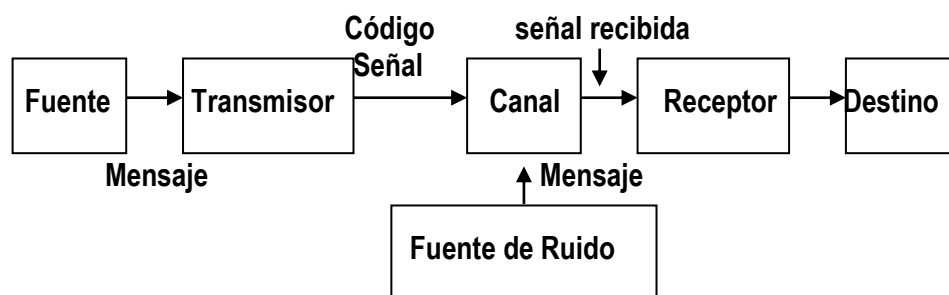 Código
Señal
señal recibida
Fuente
Transmisor
Canal
Receptor
Destino
Mensaje
Mensaje
Fuente de Ruido